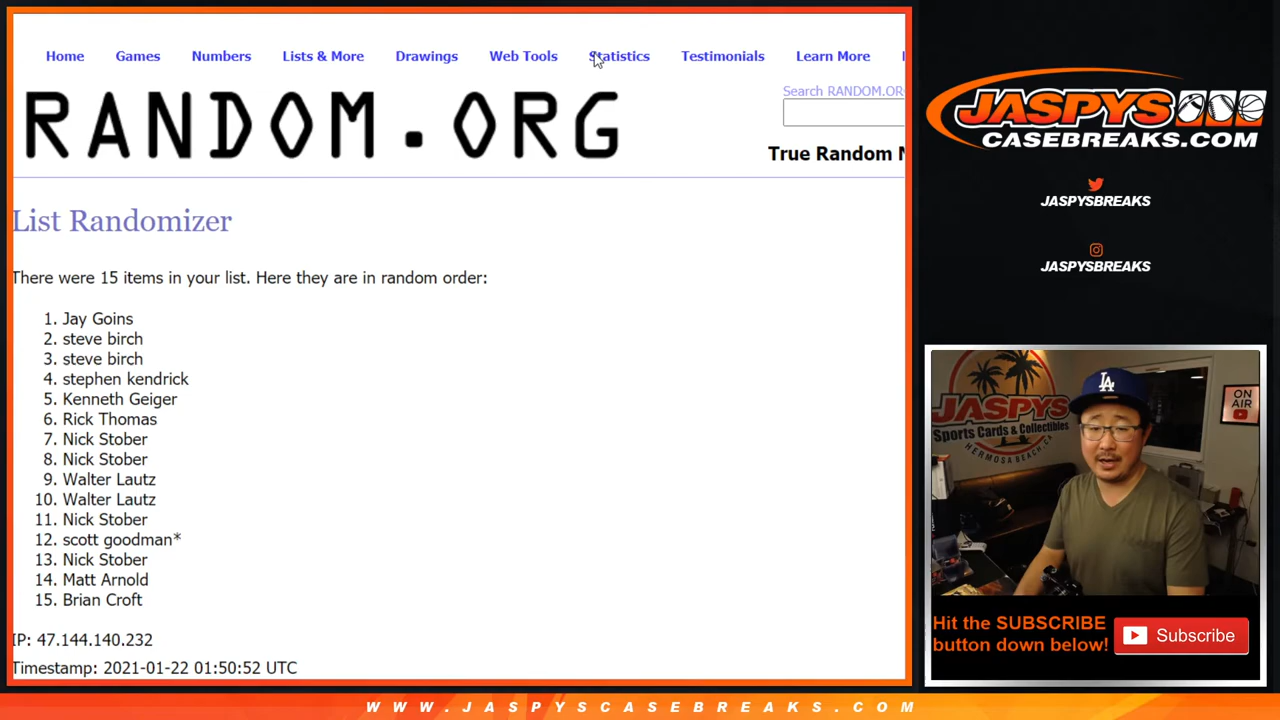 Home Games Numbers Lists & More Drawings Web Tools Statistics Testimonials Learn More
RANDOM.ORG
Search RANDOM.OR
True Random
List Randomizer
There were 15 items in your list. Here they are in random order:
1. Jay Goins
2. steve birch
3. steve birch
4. stephen kendrick
5. Kenneth Geiger
6. Rick Thomas
7. Nick Stober
8. Nick Stober
9. Walter Lautz
10. Walter Lautz
11. Nick Stober
12. scott goodman*
13. Nick Stober
14. Matt Arnold
15. Brian Croft
IP: 47.144.140.232
Timestamp: 2021-01-22 01:50:52 UTC
JASPYS
CASEBREAKS.COM
JASPYSBREAKS
JASPYSBREAKS
JASPYS
Sports Cards & Collectibles
HERMOSA BEACH, CA
LA
ON
AIR
Hit the SUBSCRIBE
button down below!
Subscribe
WWW.JASPYSCASEBREAKS.COM